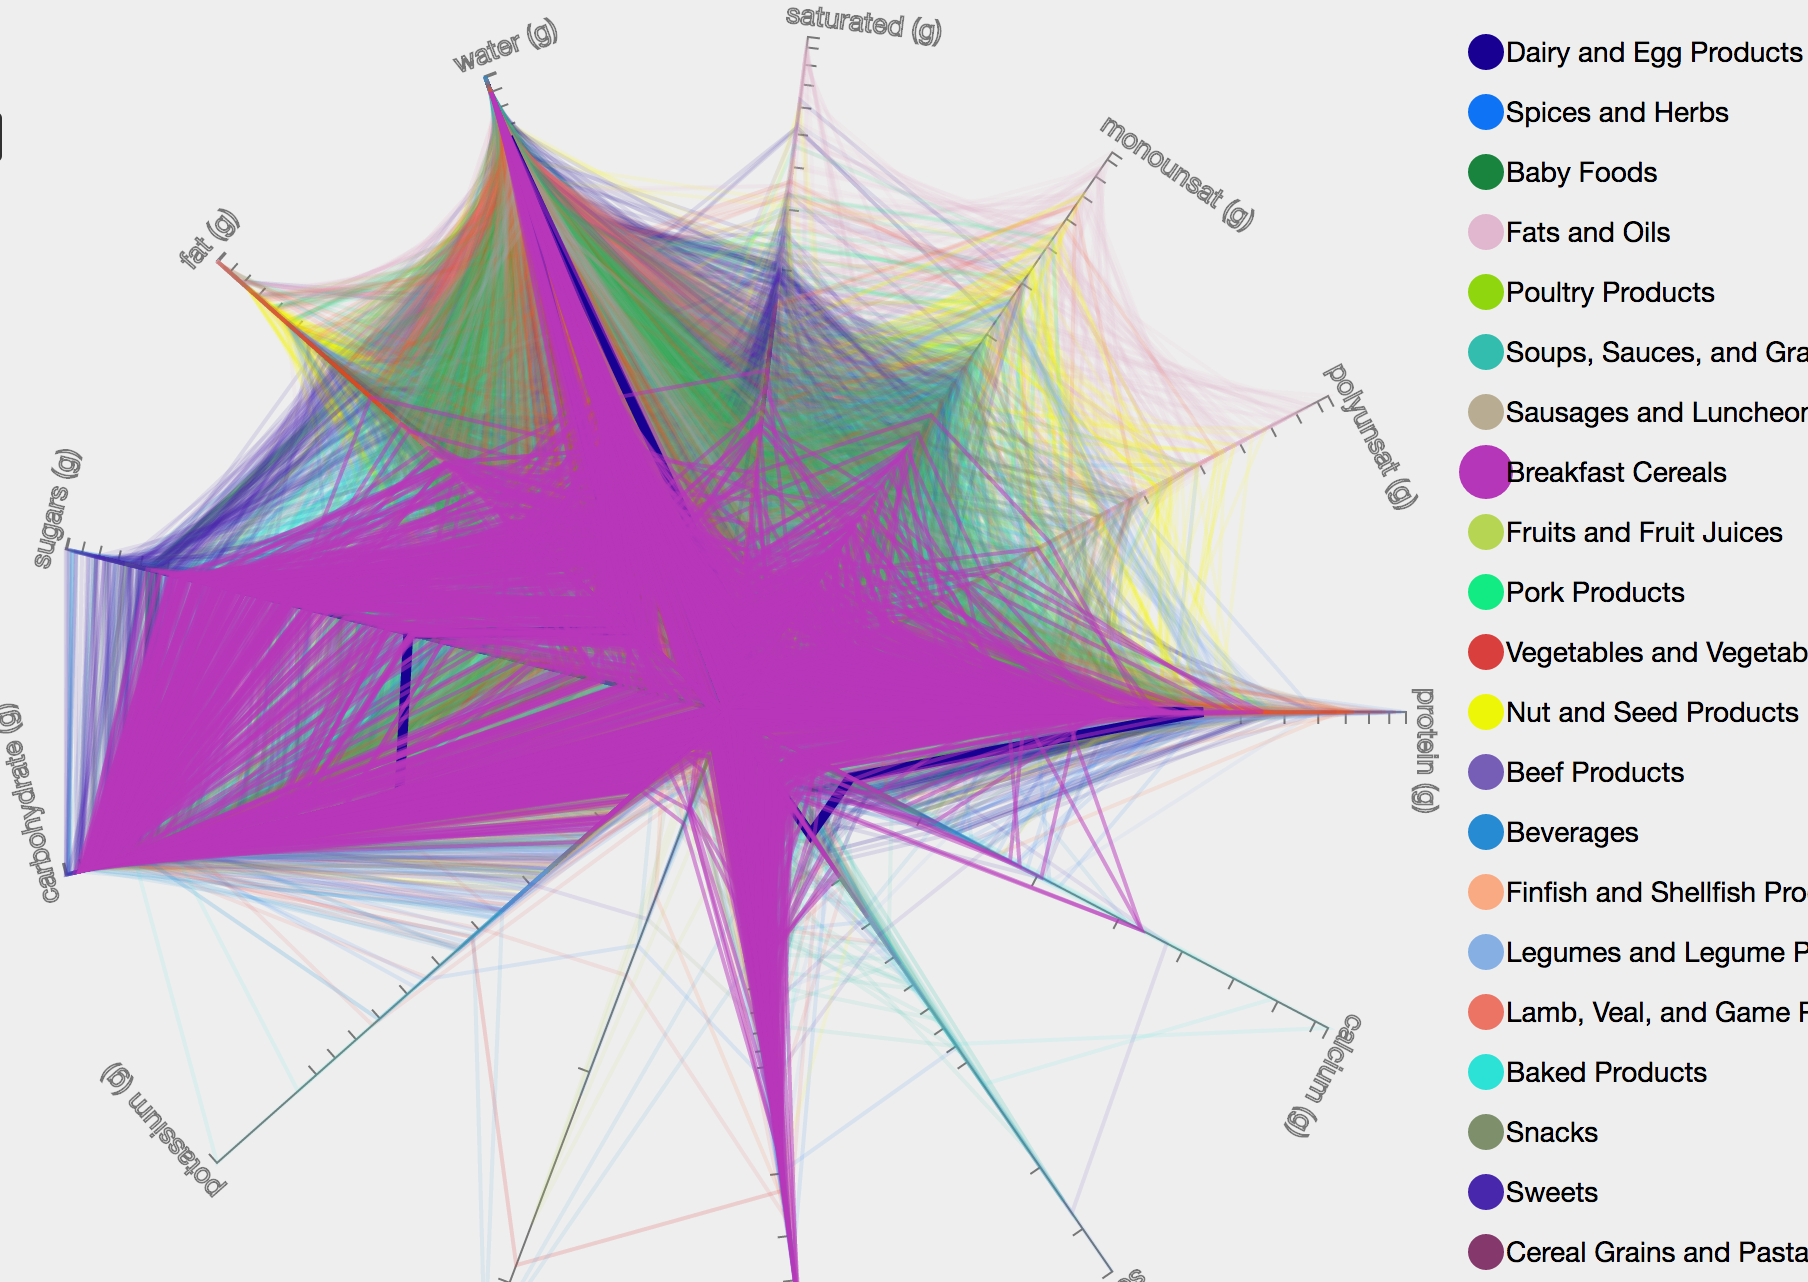 saturated (g)
water (g)
monounsat (g)
fat (g)
polyunsat (g)
sugars (g)
protein (g)
carbohydrate (g)
calcium (g)
potassium (g)
Dairy and Egg Products
Spices and Herbs
Baby Foods
Fats and Oils
Poultry Products
Soups, Sauces, and Gra
Sausages and Luncheon
Breakfast Cereals
Fruits and Fruit Juices
Pork Products
Vegetables and Vegetab
Nut and Seed Products
Beef Products
Beverages
Finfish and Shellfish Pro
Legumes and Legume P
Lamb, Veal, and Game P
Baked Products
Snacks
Sweets
Cereal Grains and Pasta